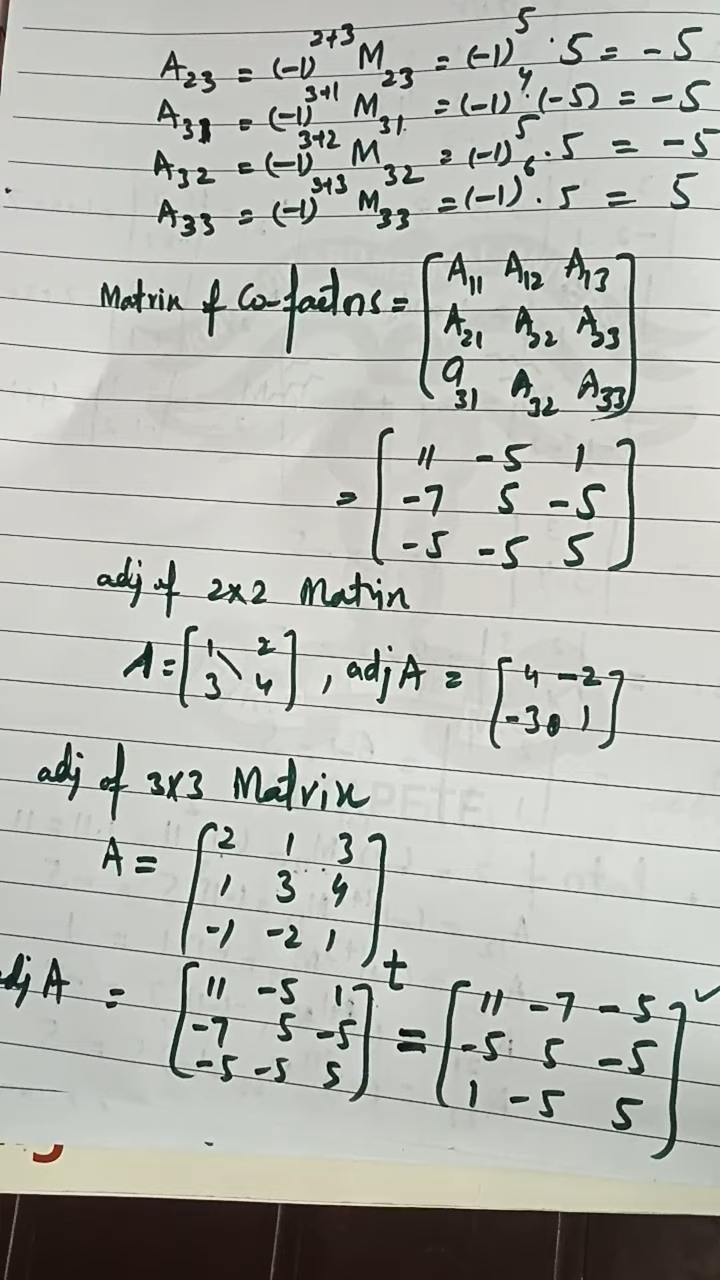 A₂₃ = (-1)²⁺³ M₂₃ = (-1)⁵ · 5 = -5
A₃₁ = (-1)³⁺¹ M₃₁ = (-1)⁴ · (-5) = -5
A₃₂ = (-1)³⁺² M₃₂ = (-1)⁵ · 5 = -5
A₃₃ = (-1)³⁺³ M₃₃ = (-1)⁶ · 5 = 5
Matrix of Co-factors = [A₁₁ A₁₂ A₁₃
A₂₁ A₂₂ A₂₃
a₃₁ A₃₂ A₃₃]
= [11 -5 1
-7 5 -5
-5 -5 5]
adj of 2×2 Matrix
A = [1 2
3 4], adj A = [4 -2
-3 1]
adj of 3×3 Matrix
A = [2 1 3
1 3 4
-1 -2 1]
adj A = [11 -5 1
-7 5 -5
-5 -5 5]ᵗ = [11 -7 -5
-5 5 -5
1 -5 5] ✓